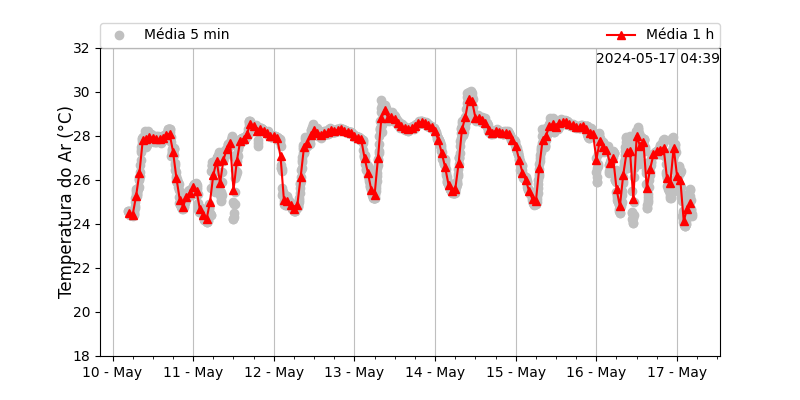 Média 5 min
Média 1 h
2024-05-17 04:39
Temperatura do Ar (°C)
32
30
28
26
24
22
20
18
10 - May
11 - May
12 - May
13 - May
14 - May
15 - May
16 - May
17 - May